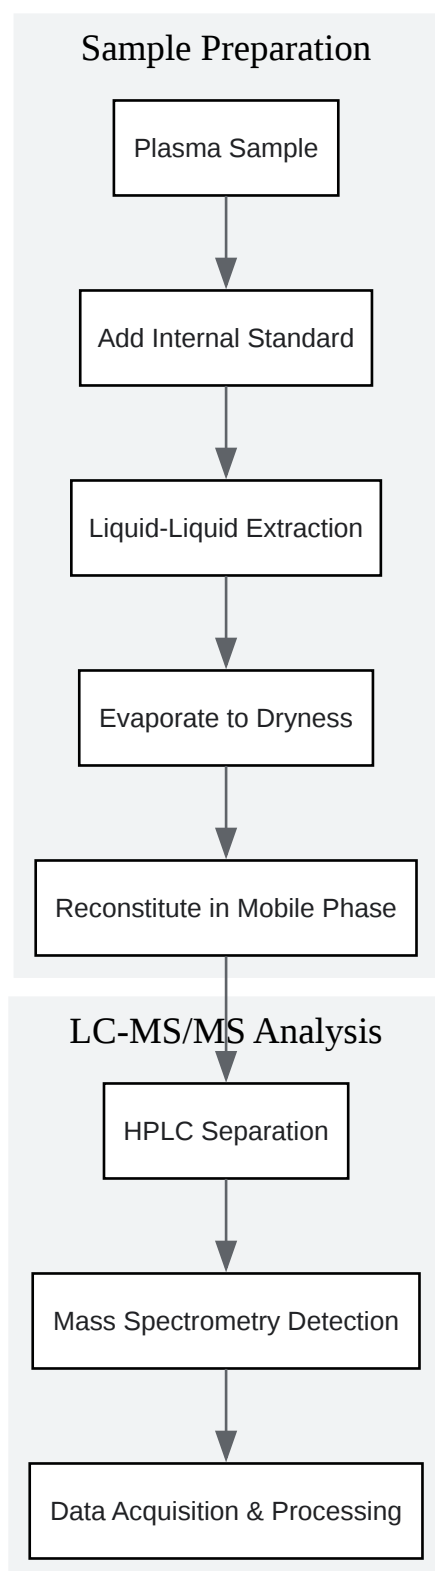 Sample Preparation
Plasma Sample
Add Internal Standard
Liquid-Liquid Extraction
Evaporate to Dryness
Reconstitute in Mobile Phase
LC-MS/MS Analysis
HPLC Separation
Mass Spectrometry Detection
Data Acquisition & Processing